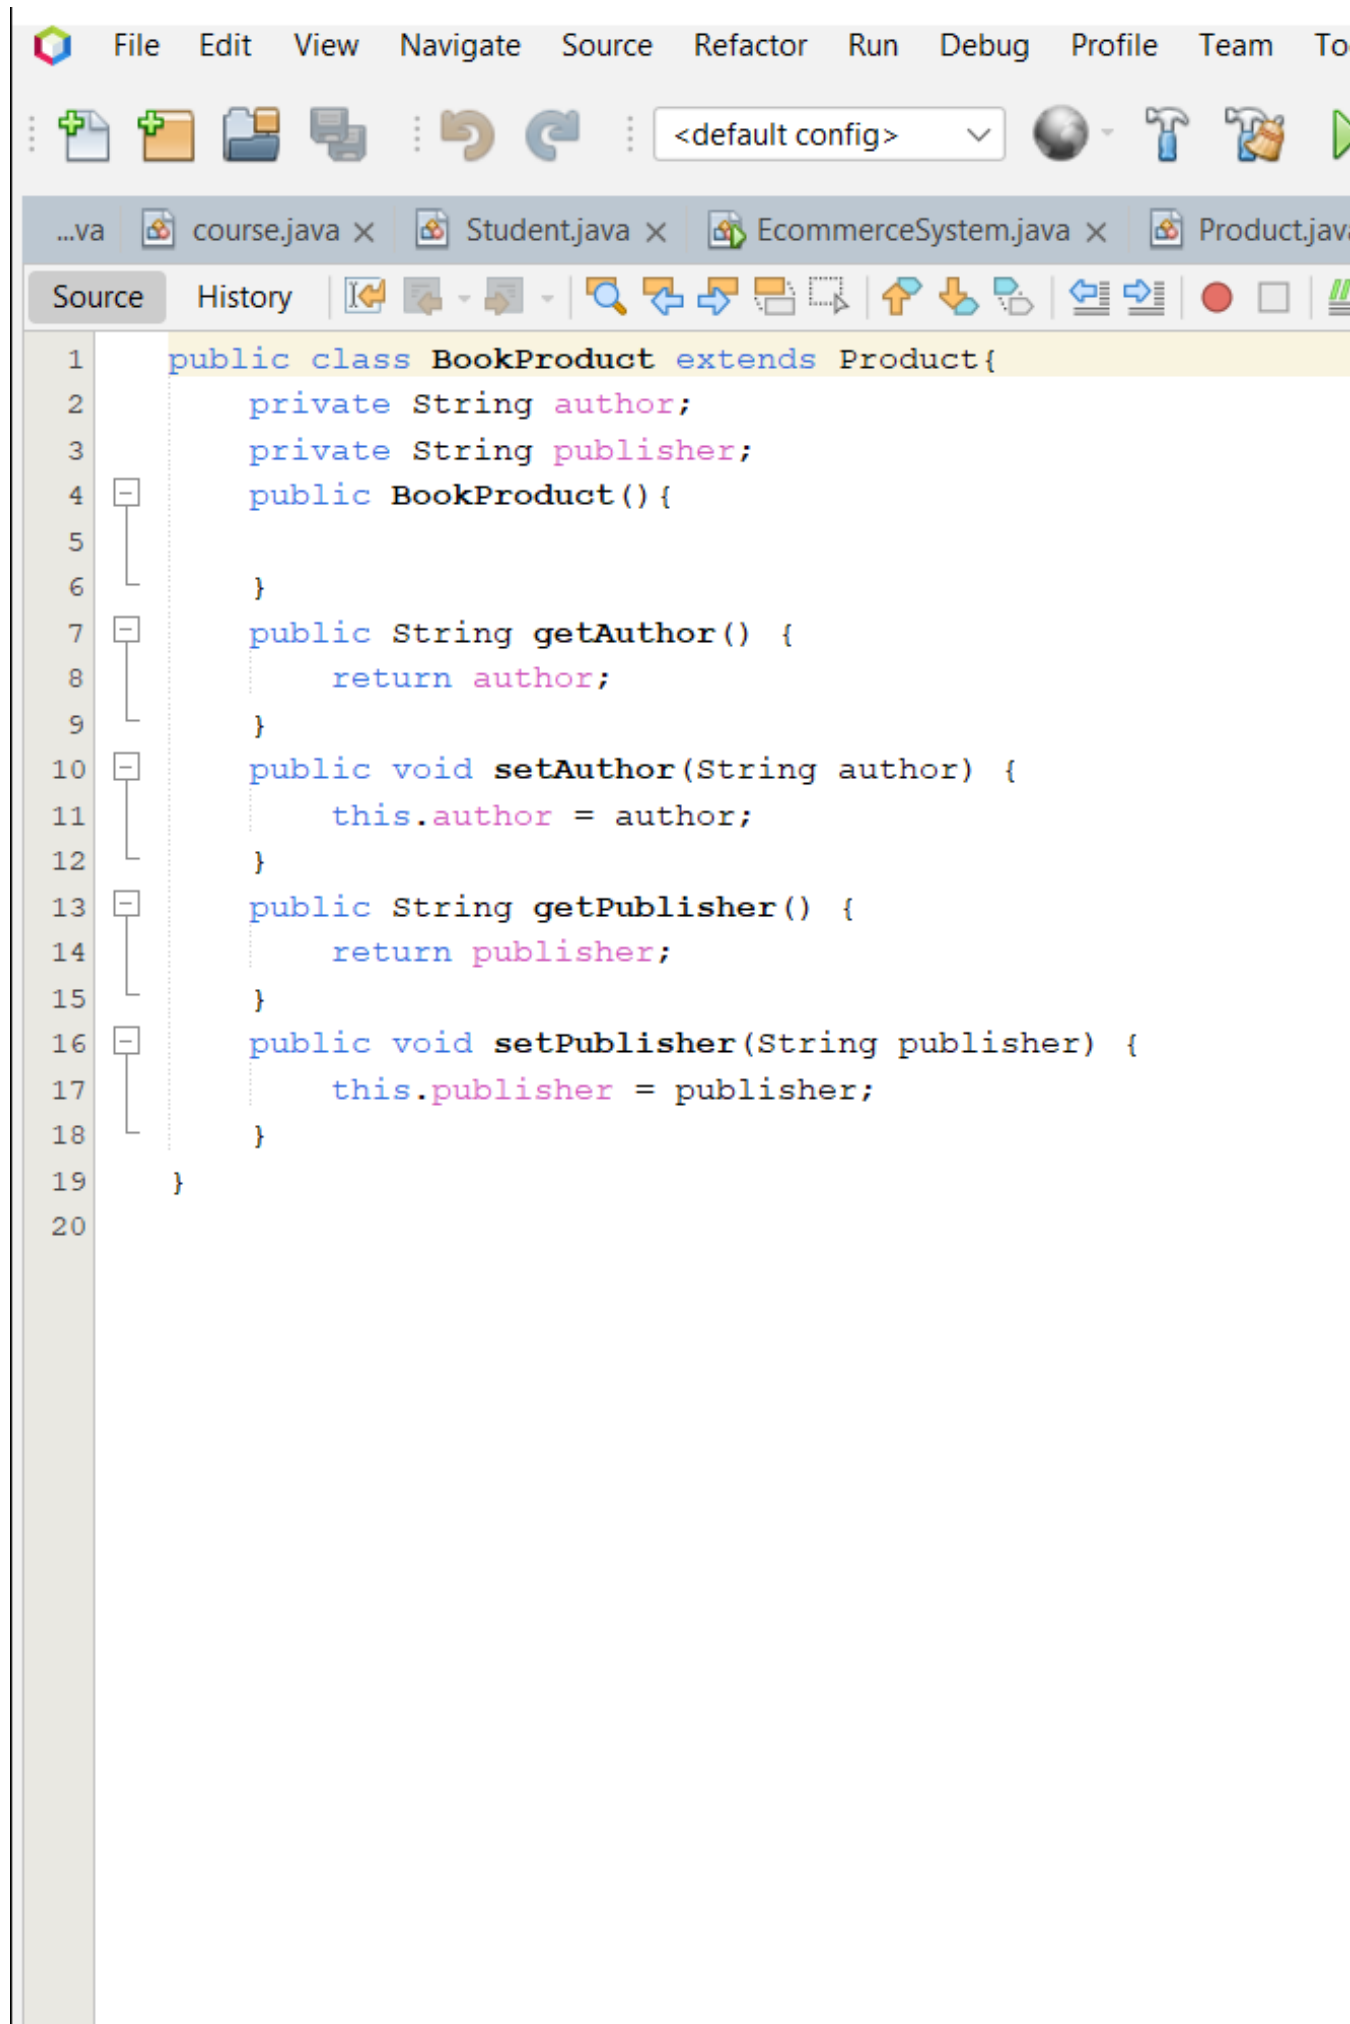 File Edit View Navigate Source Refactor Run Debug Profile Team To
<default config>
...va course.java Student.java EcommerceSystem.java Product.java
Source History
1 public class BookProduct extends Product{
2 private String author;
3 private String publisher;
4 public BookProduct(){
5
6 }
7 public String getAuthor() {
8 return author;
9 }
10 public void setAuthor(String author) {
11 this.author = author;
12 }
13 public String getPublisher() {
14 return publisher;
15 }
16 public void setPublisher(String publisher) {
17 this.publisher = publisher;
18 }
19 }
20